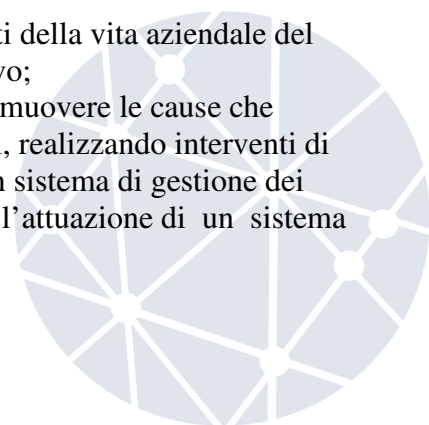 ti della vita aziendale del
vo;
muovere le cause che
, realizzando interventi di
n sistema di gestione dei
l’attuazione di un sistema